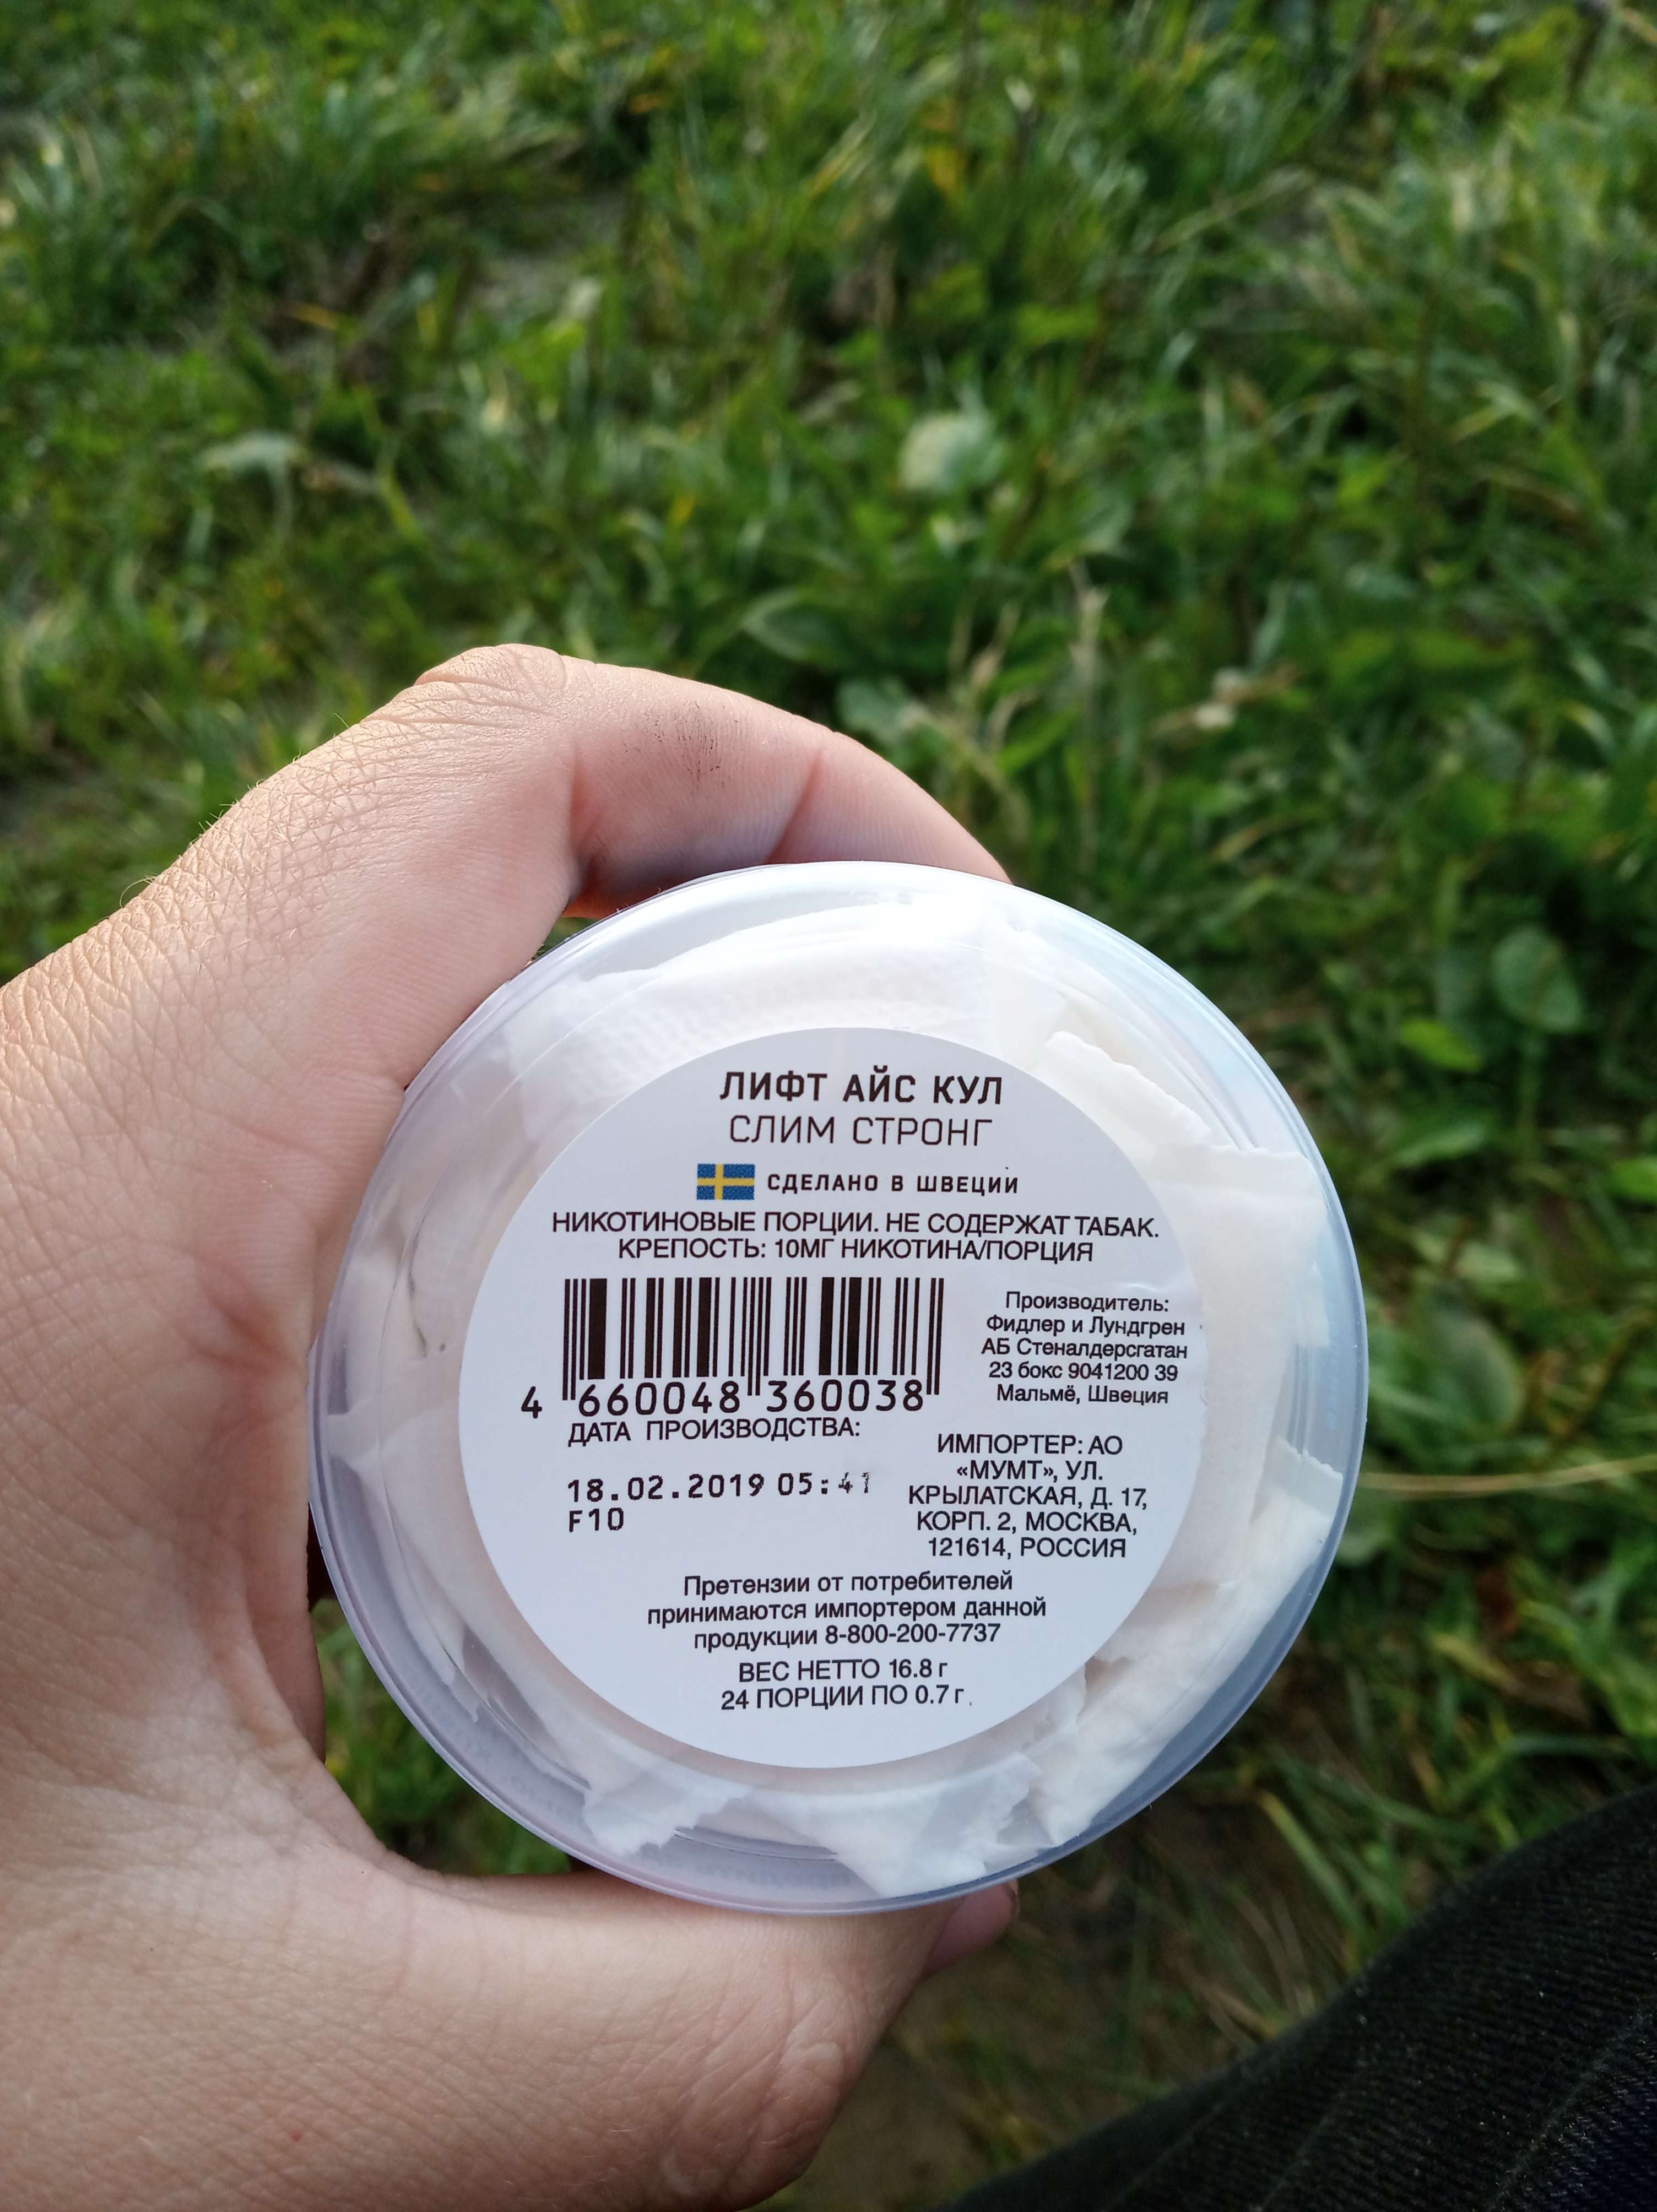 ЛИФТ АЙС КУЛ
СЛИМ СТРОНГ
СДЕЛАНО В ШВЕЦИИ
НИКОТИНОВЫЕ ПОРЦИИ. НЕ СОДЕРЖАТ ТАБАК.
КРЕПОСТЬ: 10МГ НИКОТИНА/ПОРЦИЯ
4 660048 360038
Производитель:
Фидлер и Лундгрен
АБ Стеналдерсгатан
23 бокс 9041200 39
Мальмё, Швеция
ДАТА ПРОИЗВОДСТВА:
18.02.2019 05:41
F10
ИМПОРТЕР: АО
«МУМТ», УЛ.
КРЫЛАТСКАЯ, Д. 17,
КОРП. 2, МОСКВА,
121614, РОССИЯ
Претензии от потребителей
принимаются импортером данной
продукции 8-800-200-7737
ВЕС НЕТТО 16.8 г
24 ПОРЦИИ ПО 0.7 г.